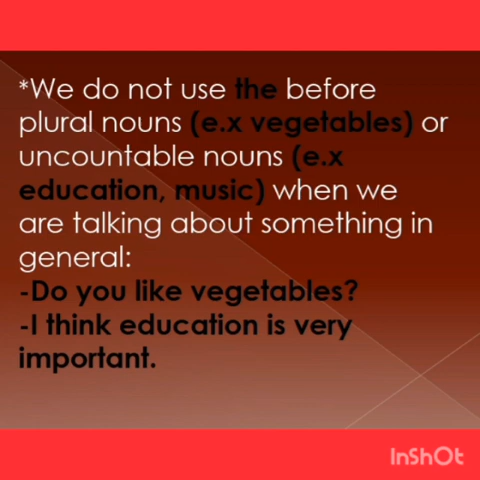 *We do not use the before
plural nouns (e.x vegetables) or
uncountable nouns (e.x
education, music) when we
are talking about something in
general:
-Do you like vegetables?
-I think education is very
important.
InShOt